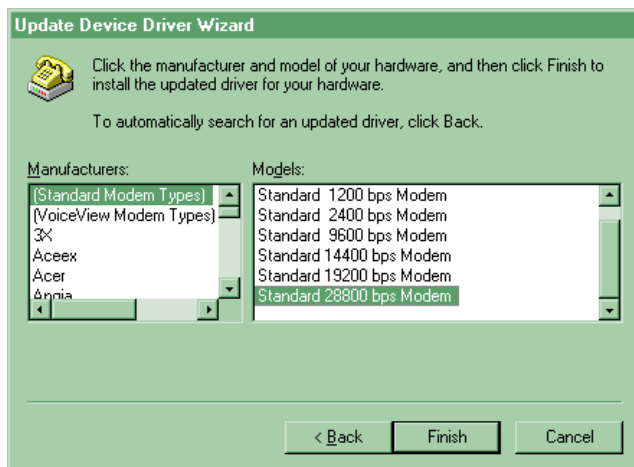 Update Device Driver Wizard
Click the manufacturer and model of your hardware, and then click Finish to
install the updated driver for your hardware.
To automatically search for an updated driver, click Back.
Manufacturers:
(Standard Modem Types)
(VoiceView Modem Types)
3X
Aceex
Acer
Angia
Models:
Standard  1200 bps Modem
Standard  2400 bps Modem
Standard  9600 bps Modem
Standard 14400 bps Modem
Standard 19200 bps Modem
Standard 28800 bps Modem
< Back
Finish
Cancel